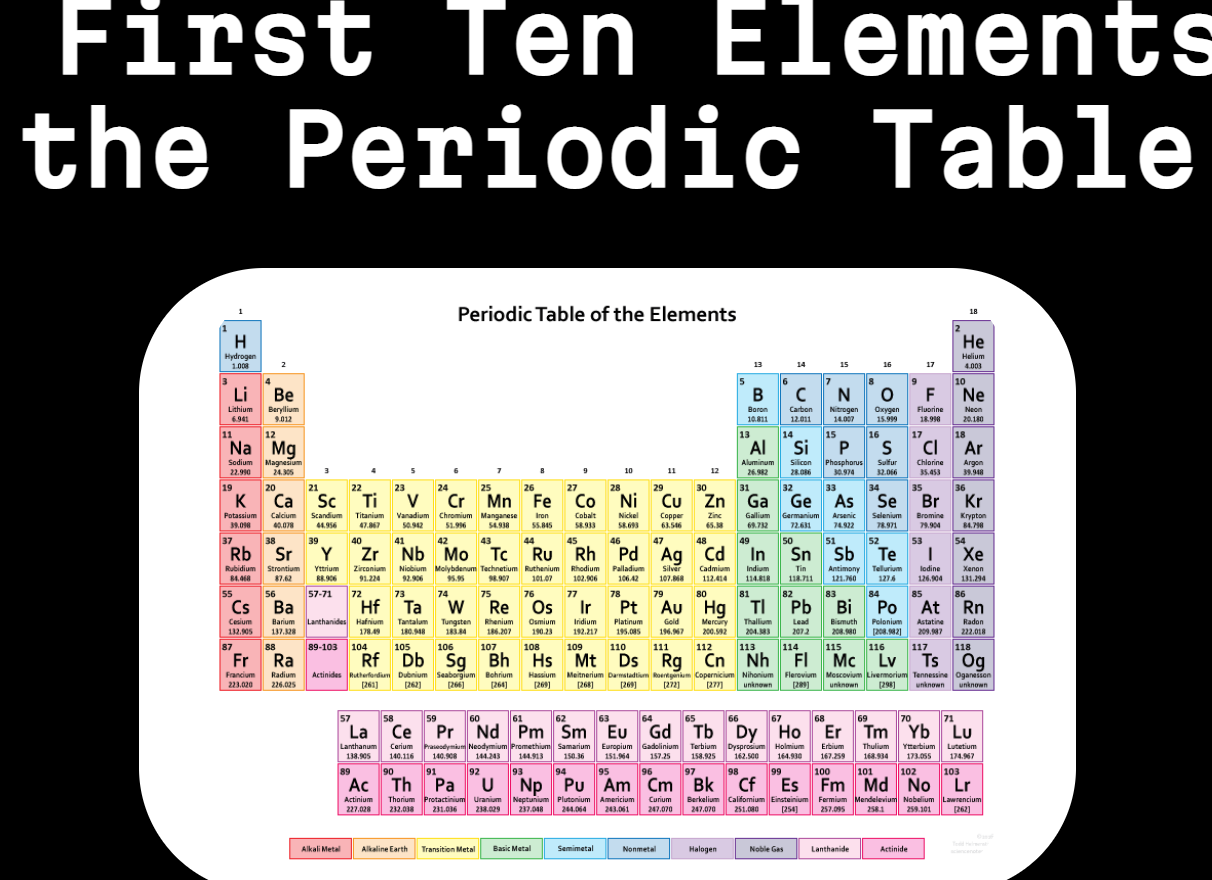 First Ten Elements
the Periodic Table
Periodic Table of the Elements
1 18
1 2
H He
Hydrogen Helium
1.008 4.003
2 13 14 15 16 17
3 4 5 6 7 8 9 10
Li Be B C N O F Ne
Lithium Beryllium Boron Carbon Nitrogen Oxygen Fluorine Neon
6.941 9.012 10.811 12.011 14.007 15.999 18.998 20.180
11 12 13 14 15 16 17 18
Na Mg Al Si P S Cl Ar
Sodium Magnesium Aluminum Silicon Phosphorus Sulfur Chlorine Argon
22.990 24.305 26.982 28.086 30.974 32.066 35.453 39.948
3 4 5 6 7 8 9 10 11 12
19 20 21 22 23 24 25 26 27 28 29 30 31 32 33 34 35 36
K Ca Sc Ti V Cr Mn Fe Co Ni Cu Zn Ga Ge As Se Br Kr
Potassium Calcium Scandium Titanium Vanadium Chromium Manganese Iron Cobalt Nickel Copper Zinc Gallium Germanium Arsenic Selenium Bromine Krypton
39.098 40.078 44.956 47.867 50.942 51.996 54.938 55.845 58.933 58.693 63.546 65.38 69.732 72.631 74.922 78.971 79.904 84.798
37 38 39 40 41 42 43 44 45 46 47 48 49 50 51 52 53 54
Rb Sr Y Zr Nb Mo Tc Ru Rh Pd Ag Cd In Sn Sb Te I Xe
Rubidium Strontium Yttrium Zirconium Niobium Molybdenum Technetium Ruthenium Rhodium Palladium Silver Cadmium Indium Tin Antimony Tellurium Iodine Xenon
84.468 87.62 88.906 91.224 92.906 95.95 98.907 101.07 102.906 106.42 107.868 112.414 114.818 118.711 121.760 127.6 126.904 131.294
55 56 57-71 72 73 74 75 76 77 78 79 80 81 82 83 84 85 86
Cs Ba Hf Ta W Re Os Ir Pt Au Hg Tl Pb Bi Po At Rn
Cesium Barium Lanthanides Hafnium Tantalum Tungsten Rhenium Osmium Iridium Platinum Gold Mercury Thallium Lead Bismuth Polonium Astatine Radon
132.905 137.328 178.49 180.948 183.84 186.207 190.23 192.217 195.085 196.967 200.592 204.383 207.2 208.980 [208.982] 209.987 222.018
87 88 89-103 104 105 106 107 108 109 110 111 112 113 114 115 116 117 118
Fr Ra Rf Db Sg Bh Hs Mt Ds Rg Cn Nh Fl Mc Lv Ts Og
Francium Radium Actinides Rutherfordium Dubnium Seaborgium Bohrium Hassium Meitnerium Darmstadtium Roentgenium Copernicium Nihonium Flerovium Moscovium Livermorium Tennessine Oganesson
223.020 226.025 [261] [262] [266] [264] [269] [268] [269] [272] [277] unknown [289] unknown [298] unknown unknown
57 58 59 60 61 62 63 64 65 66 67 68 69 70 71
La Ce Pr Nd Pm Sm Eu Gd Tb Dy Ho Er Tm Yb Lu
Lanthanum Cerium Praseodymium Neodymium Promethium Samarium Europium Gadolinium Terbium Dysprosium Holmium Erbium Thulium Ytterbium Lutetium
138.905 140.116 140.908 144.243 144.913 150.36 151.964 157.25 158.925 162.500 164.930 167.259 168.934 173.055 174.967
89 90 91 92 93 94 95 96 97 98 99 100 101 102 103
Ac Th Pa U Np Pu Am Cm Bk Cf Es Fm Md No Lr
Actinium Thorium Protactinium Uranium Neptunium Plutonium Americium Curium Berkelium Californium Einsteinium Fermium Mendelevium Nobelium Lawrencium
227.028 232.038 231.036 238.029 237.048 244.064 243.061 247.070 247.070 251.080 [254] 257.095 258.1 259.101 [262]
Alkali Metal Alkaline Earth Transition Metal Basic Metal Semimetal Nonmetal Halogen Noble Gas Lanthanide Actinide